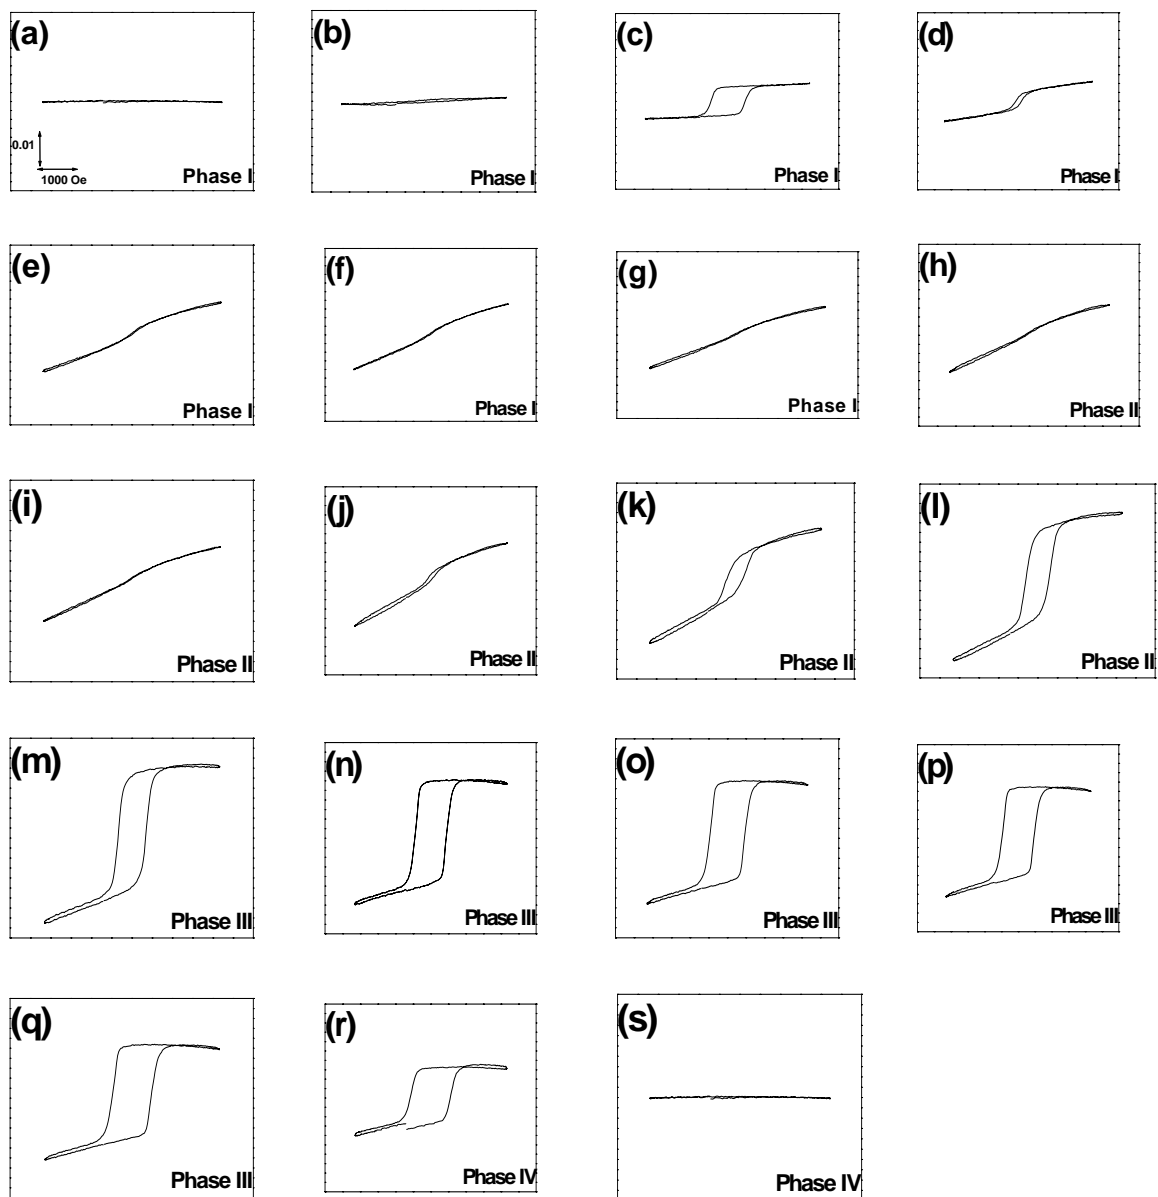 (a)
0.01
1000 Oe
Phase I
(b)
Phase I
(c)
Phase I
(d)
Phase I
(e)
Phase I
(f)
Phase I
(g)
Phase I
(h)
Phase II
(i)
Phase II
(j)
Phase II
(k)
Phase II
(l)
Phase II
(m)
Phase III
(n)
Phase III
(o)
Phase III
(p)
Phase III
(q)
Phase III
(r)
Phase IV
(s)
Phase IV